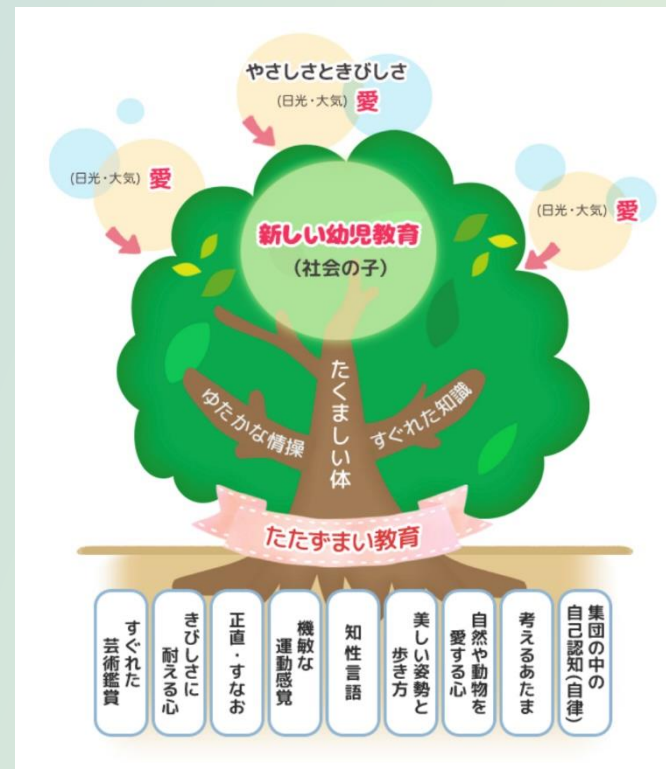 やさしさときびしさ
(日光・大気) 愛
(日光・大気) 愛
(日光・大気) 愛
新しい幼児教育
(社会の子)
ゆたかな情操
たくましい体
すぐれた知識
たたずまい教育
すぐれた
芸術鑑賞
きびしさに
耐える心
正直・すなお
機敏な
運動感覚
知性言語
美しい姿勢と
歩き方
自然や動物を
愛する心
考えるあたま
集団の中の
自己認知(自律)